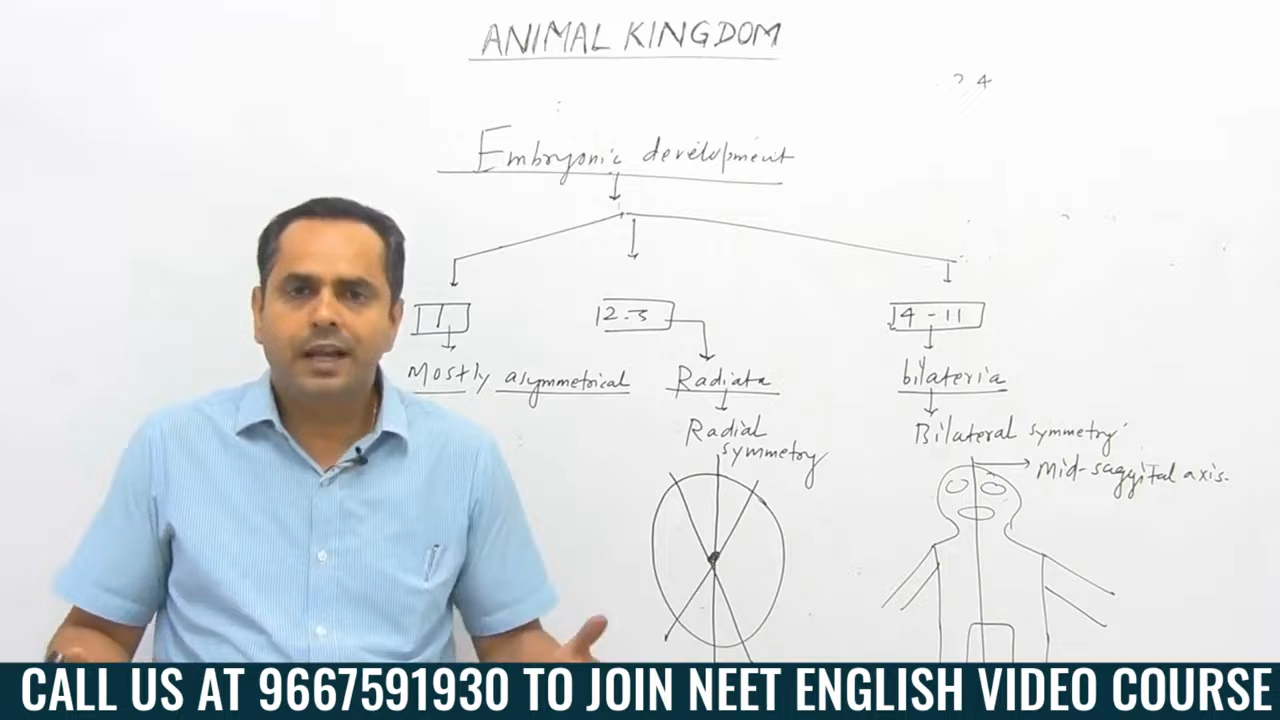 ANIMAL KINGDOM
2 4
Embryonic development
1
2-3
4-11
Mostly asymmetrical
Radiata
bilateria
Radial symmetry
Bilateral symmetry
Mid-saggital axis.
CALL US AT 9667591930 TO JOIN NEET ENGLISH VIDEO COURSE